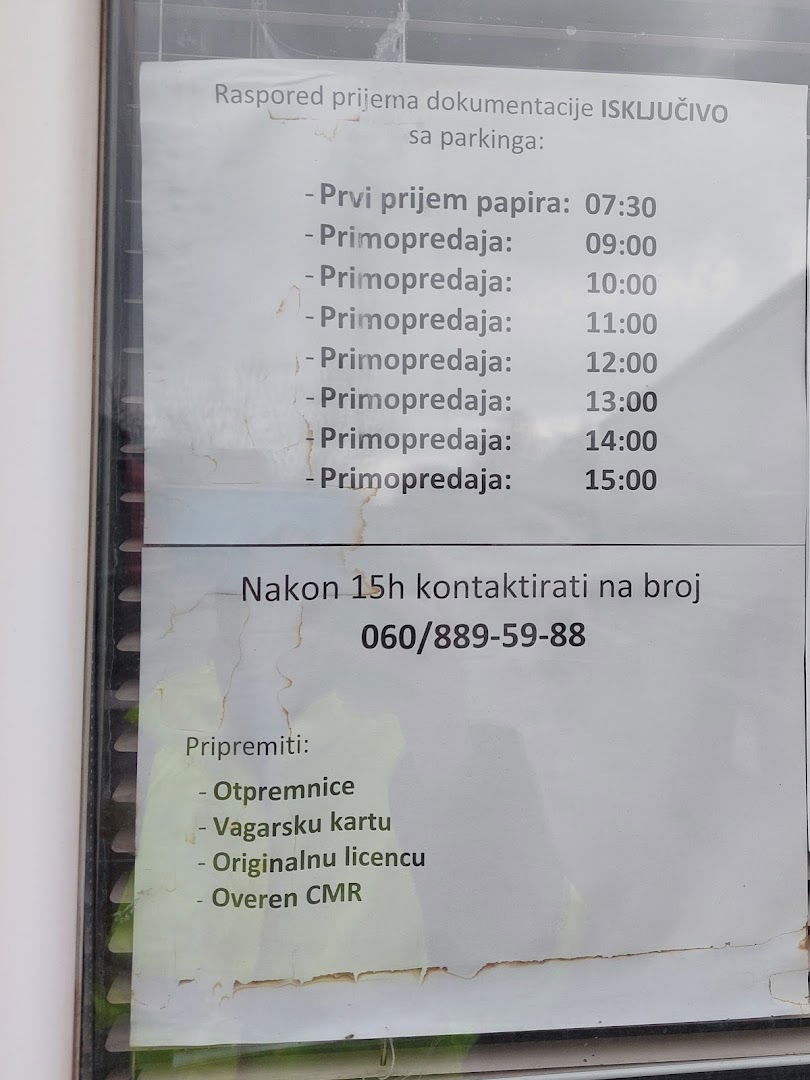 Raspored prijema dokumentacije ISKLJUČIVO
sa parkinga:
- Prvi prijem papira: 07:30
- Primopredaja: 09:00
- Primopredaja: 10:00
- Primopredaja: 11:00
- Primopredaja: 12:00
- Primopredaja: 13:00
- Primopredaja: 14:00
- Primopredaja: 15:00
Nakon 15h kontaktirati na broj
060/889-59-88
Pripremiti:
- Otpremnice
- Vagarsku kartu
- Originalnu licencu
- Overen CMR